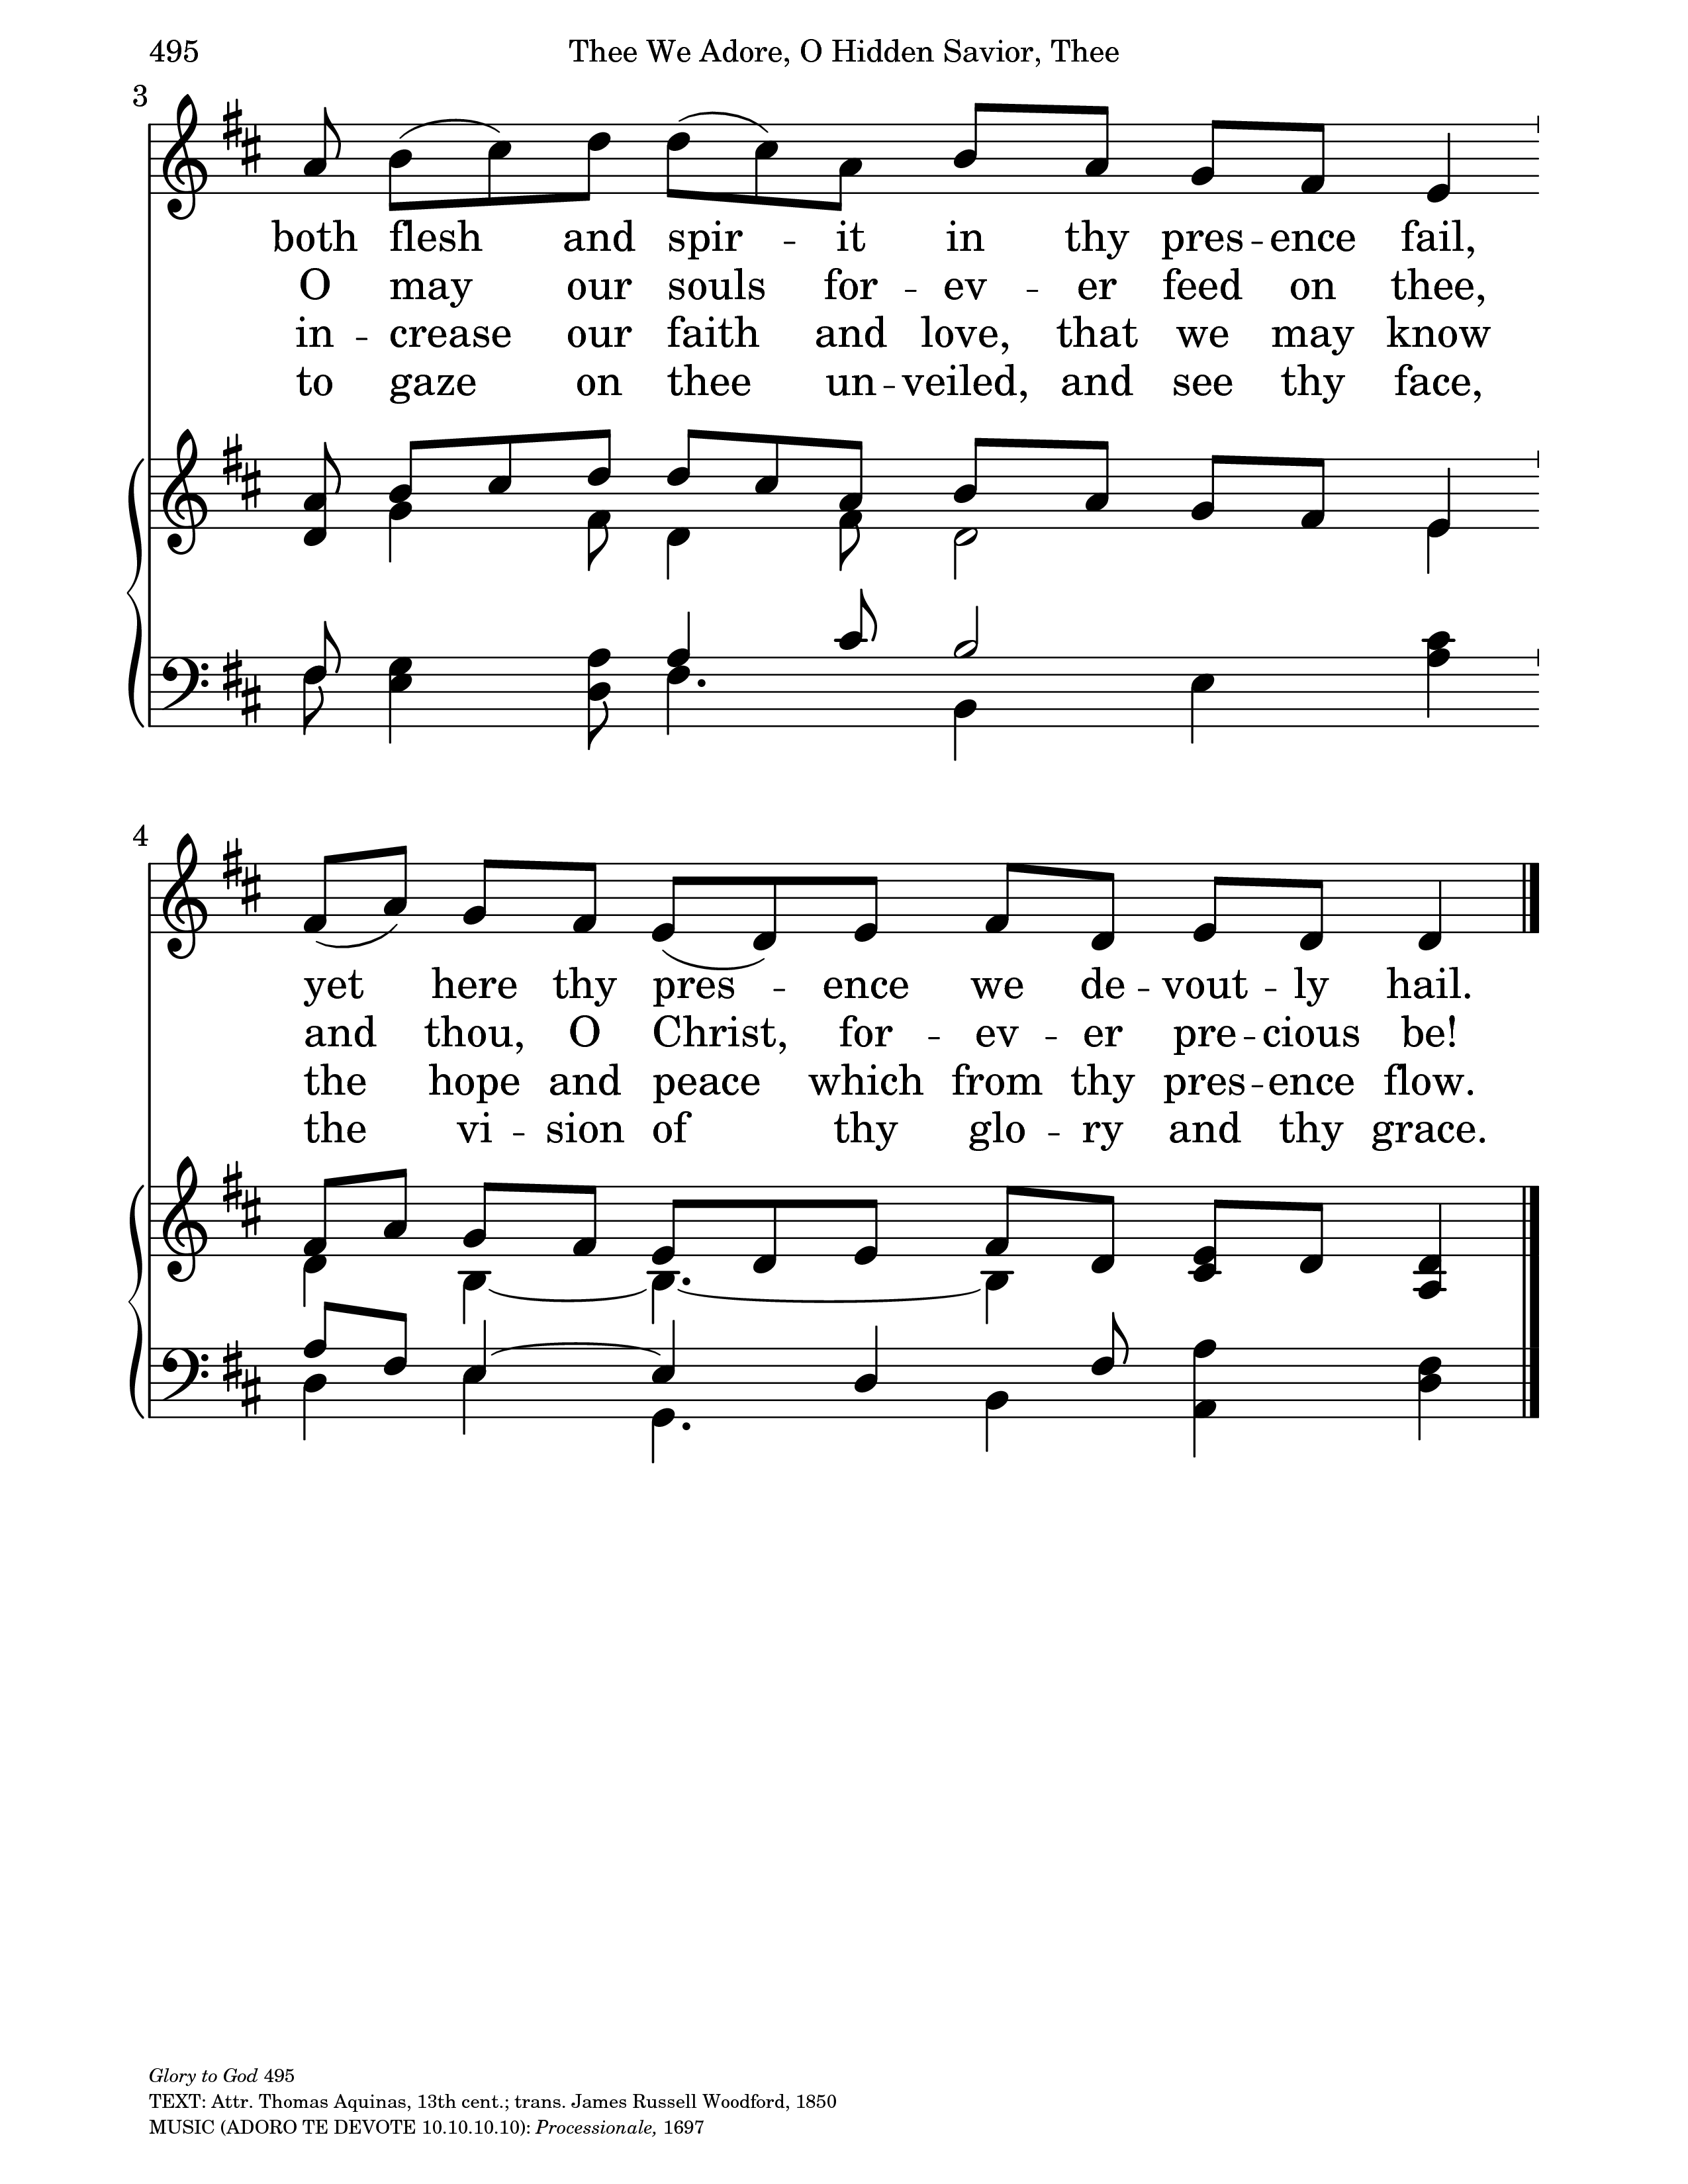 495 Thee We Adore, O Hidden Savior, Thee
3
both flesh and spir -- it in thy pres -- ence fail,
O may our souls for -- ev -- er feed on thee,
in -- crease our faith and love, that we may know
to gaze on thee un -- veiled, and see thy face,
4
yet here thy pres -- ence we de -- vout -- ly hail.
and thou, O Christ, for -- ev -- er pre -- cious be!
the hope and peace which from thy pres -- ence flow.
the vi -- sion of thy glo -- ry and thy grace.
Glory to God 495
TEXT: Attr. Thomas Aquinas, 13th cent.; trans. James Russell Woodford, 1850
MUSIC (ADORO TE DEVOTE 10.10.10.10): Processionale, 1697